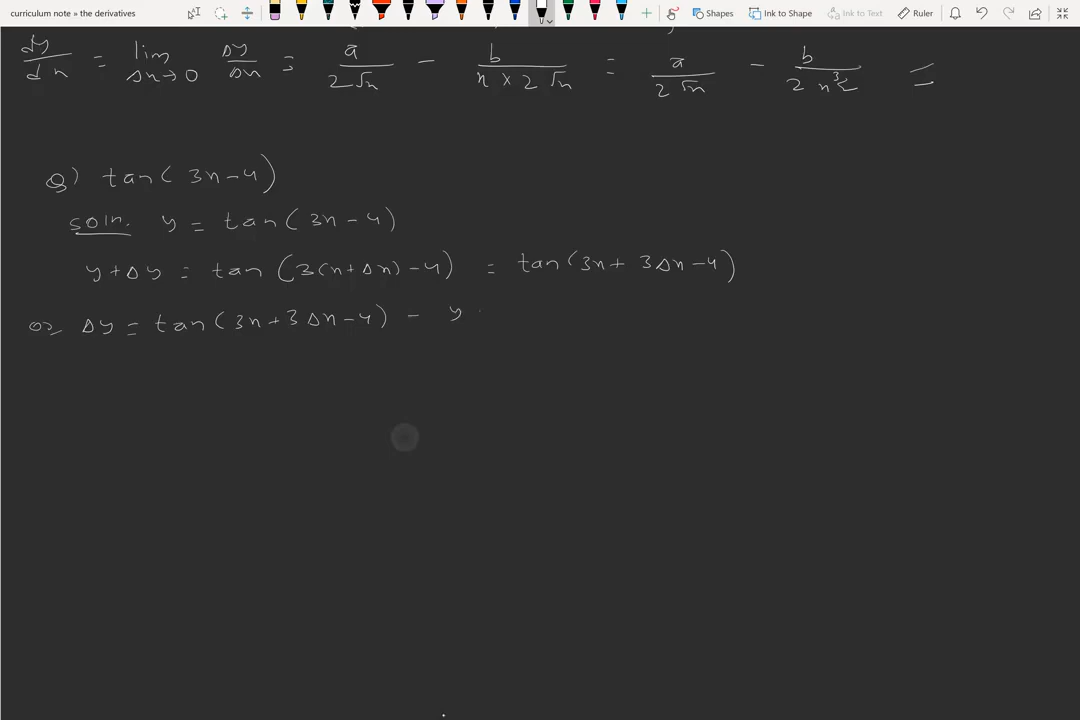 curriculum note » the derivatives
Shapes Ink to Shape Ink to Text Ruler
dy/dx = lim Δx→0 Δy/Δx = a/2√x − b/x × 2√x = a/2√x − b/2x^3/2
Q) tan(3x−4)
soln. y = tan(3x−4)
y+Δy = tan(3(x+Δx)−4) = tan(3x+3Δx−4)
or Δy = tan(3x+3Δx−4) − y